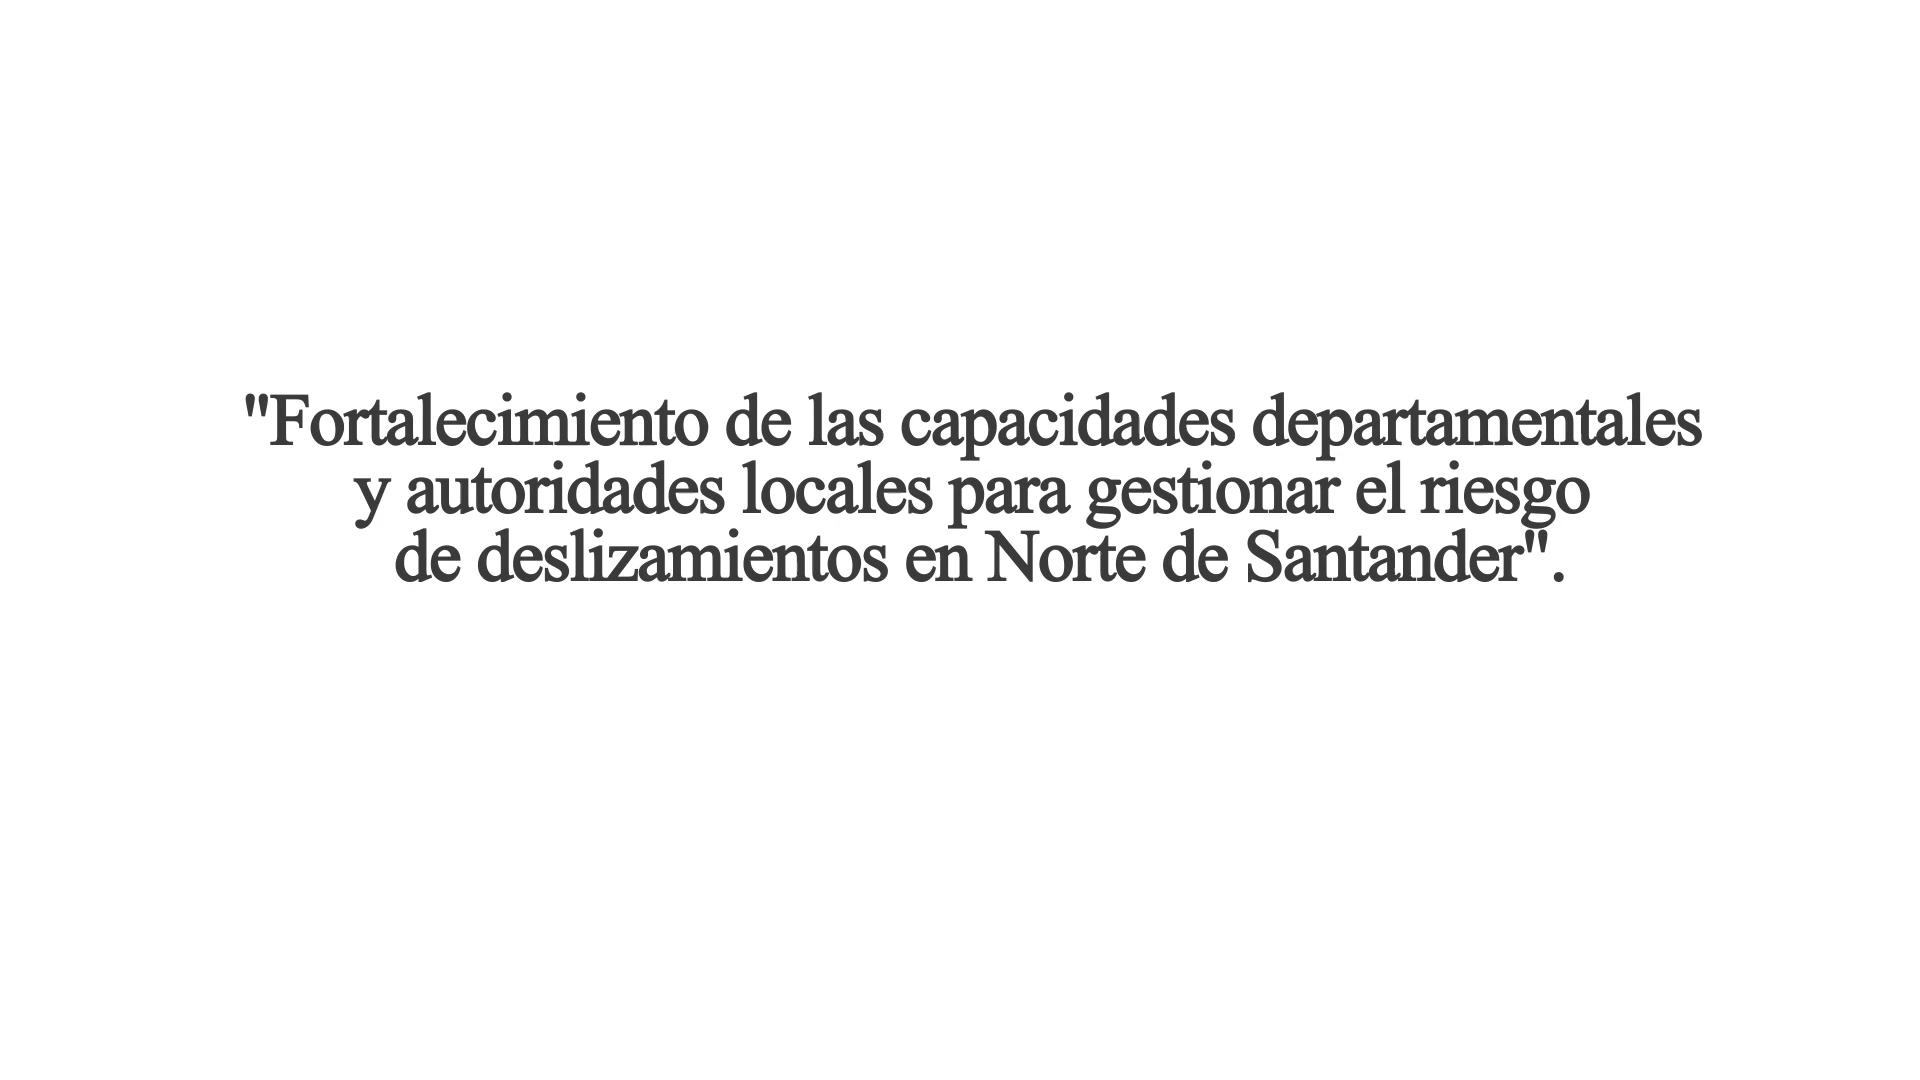 "Fortalecimiento de las capacidades departamentales
y autoridades locales para gestionar el riesgo
de deslizamientos en Norte de Santander".